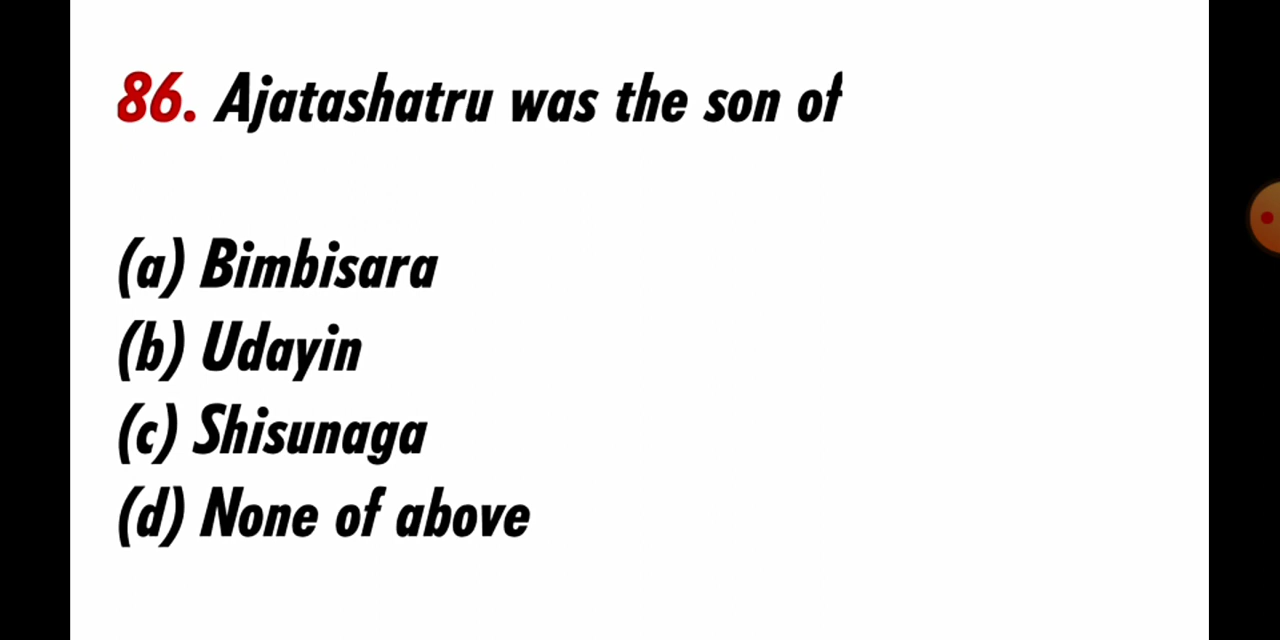 86. Ajatashatru was the son of
(a) Bimbisara
(b) Udayin
(c) Shisunaga
(d) None of above